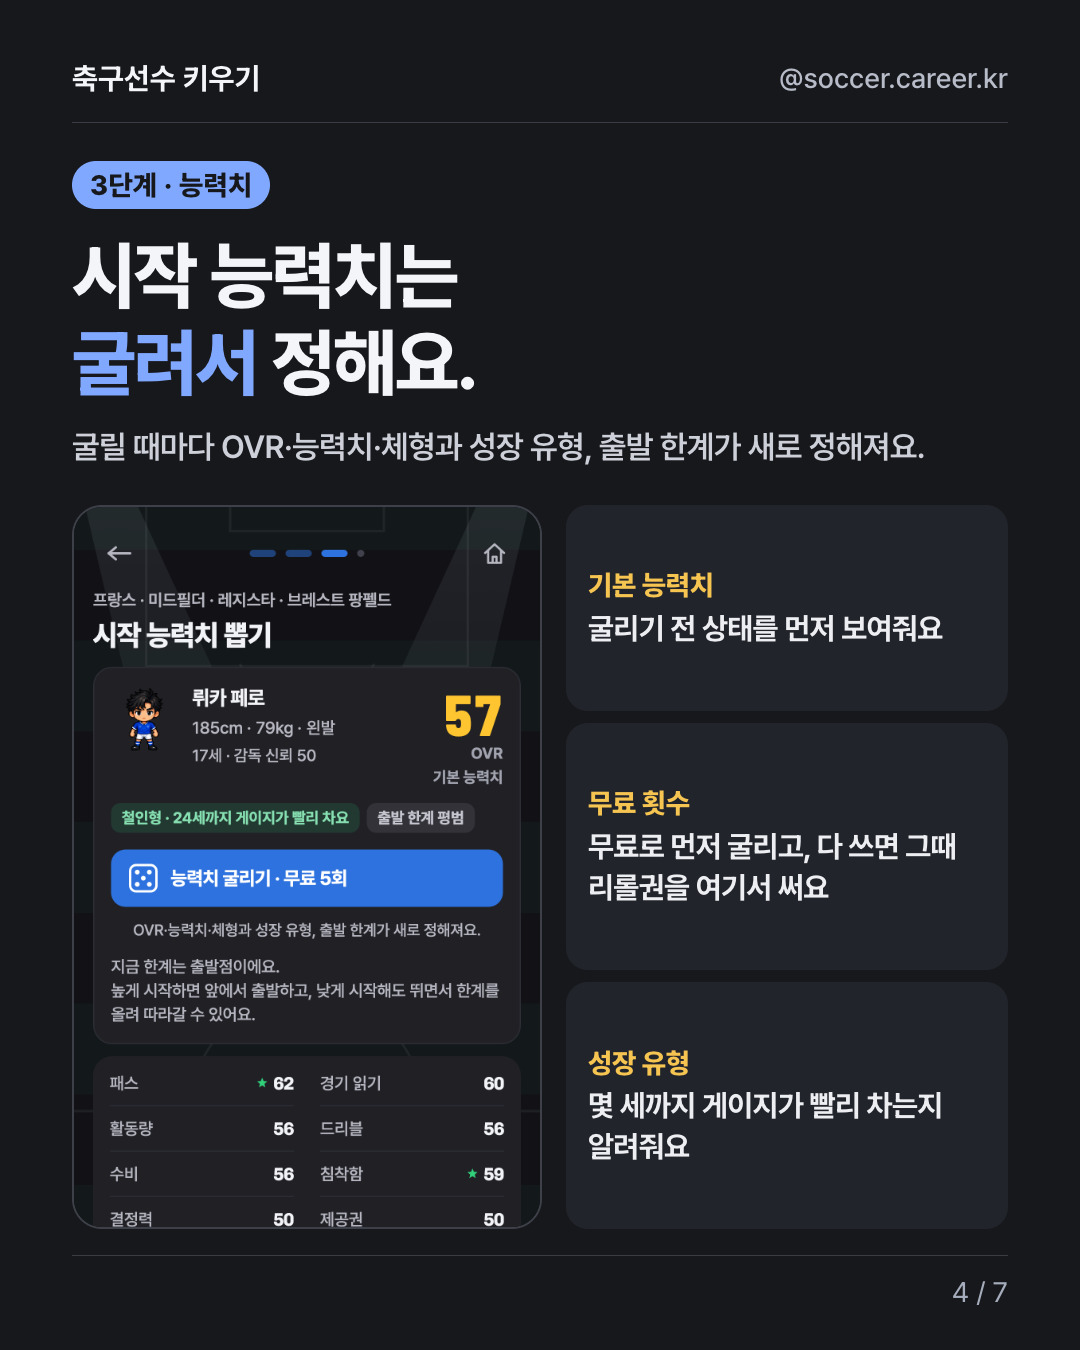 축구선수 키우기
@soccer.career.kr
3단계 · 능력치
시작 능력치는
굴려서 정해요.
굴릴 때마다 OVR·능력치·체형과 성장 유형, 출발 한계가 새로 정해져요.
프랑스 · 미드필더 · 레지스타 · 브레스트 팡펠드
시작 능력치 뽑기
뤼카 페로
185cm · 79kg · 왼발
17세 · 감독 신뢰 50
57
OVR
기본 능력치
철인형 · 24세까지 게이지가 빨리 차요
출발 한계 평범
능력치 굴리기 · 무료 5회
OVR·능력치·체형과 성장 유형, 출발 한계가 새로 정해져요.
지금 한계는 출발점이에요.
높게 시작하면 앞에서 출발하고, 낮게 시작해도 뛰면서 한계를
올려 따라갈 수 있어요.
패스 ★ 62 경기 읽기 60
활동량 56 드리블 56
수비 56 침착함 ★ 59
결정력 50 제공권 50
기본 능력치
굴리기 전 상태를 먼저 보여줘요
무료 횟수
무료로 먼저 굴리고, 다 쓰면 그때
리롤권을 여기서 써요
성장 유형
몇 세까지 게이지가 빨리 차는지
알려줘요
4 / 7